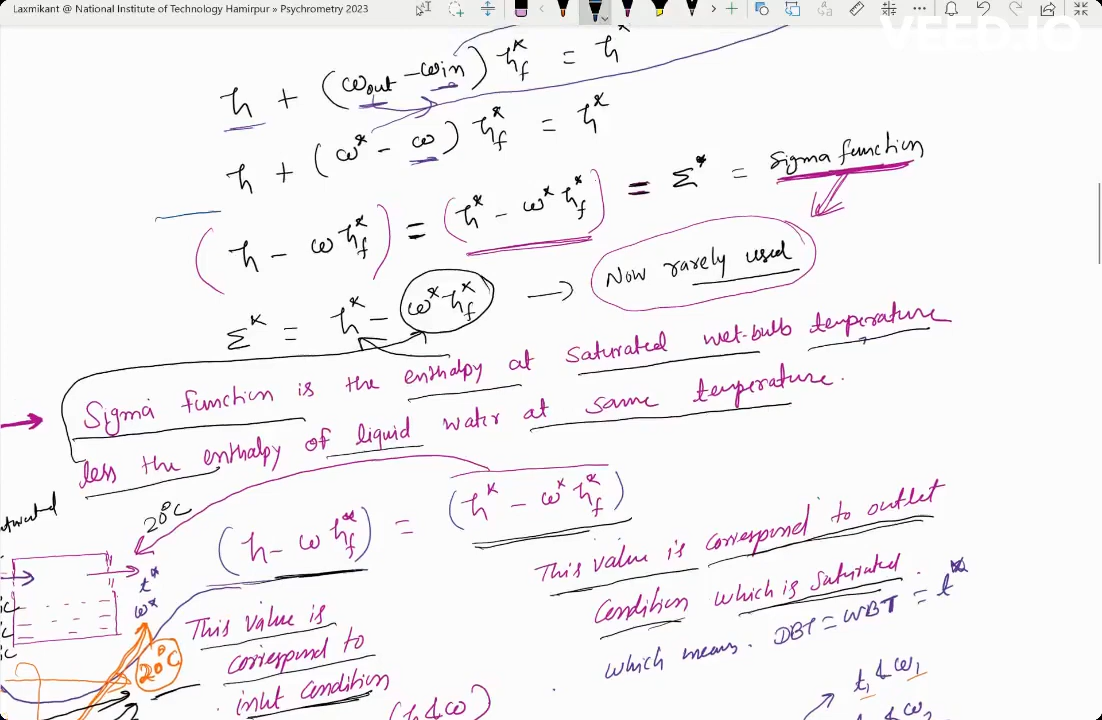 Laxmikant @ National Institute of Technology Hamirpur » Psychrometry 2023
VEED.IO
h + (ωout - ωin) h*f = h*
h + (ω* - ω) h*f = h*
(h - ω h*f) = (h* - ω* h*f) = Σ* = Sigma function
Σ* = h* - ω* h*f → Now rarely used
Sigma function is the enthalpy at saturated wet-bulb temperature
less the enthalpy of liquid water at same temperature.
20°C
(h - ω h*f) = (h* - ω* h*f)
t*
ω*
20°C
This value is
correspond to
inlet condition
This value is correspond to outlet
condition which is saturated.
which means. DBT = WBT = t*
t1 & ω1